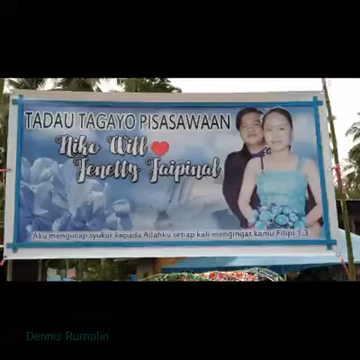 TADAU TAGAYO PISASAWAAN
Niko Will ❤
Jenelly Jaipinal
Aku mengucap syukur kepada Allahku setiap kali mengingat kamu Filipi 1:3
Dennis Rumalin